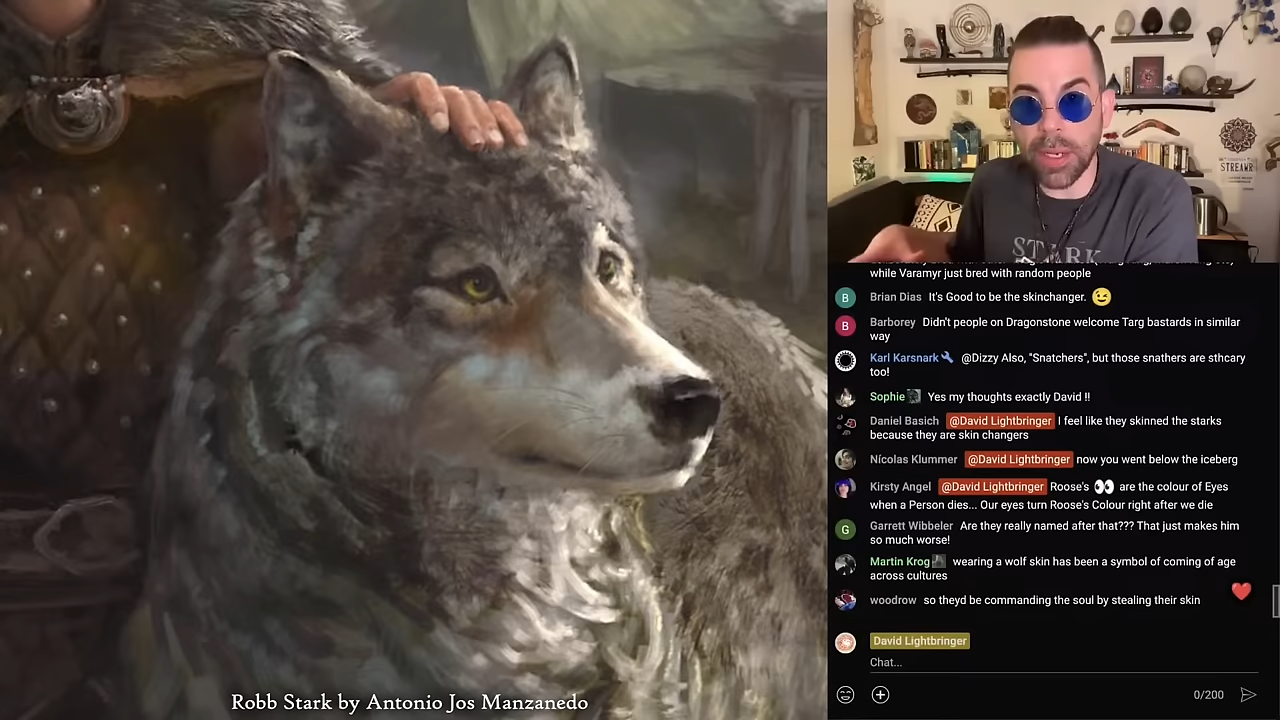 STREAWR
STARK
while Varamyr just bred with random people
B Brian Dias It's Good to be the skinchanger. 😉
B Barborey Didn't people on Dragonstone welcome Targ bastards in similar
way
Karl Karsnark @Dizzy Also, "Snatchers", but those snathers are sthcary
too!
Sophie Yes my thoughts exactly David !!
Daniel Basich @David Lightbringer I feel like they skinned the starks
because they are skin changers
Nícolas Klummer @David Lightbringer now you went below the iceberg
Kirsty Angel @David Lightbringer Roose's 👀 are the colour of Eyes
when a Person dies... Our eyes turn Roose's Colour right after we die
G Garrett Wibbeler Are they really named after that??? That just makes him
so much worse!
Martin Krog wearing a wolf skin has been a symbol of coming of age
across cultures
woodrow so theyd be commanding the soul by stealing their skin
David Lightbringer
Chat...
0/200
Robb Stark by Antonio Jos Manzanedo